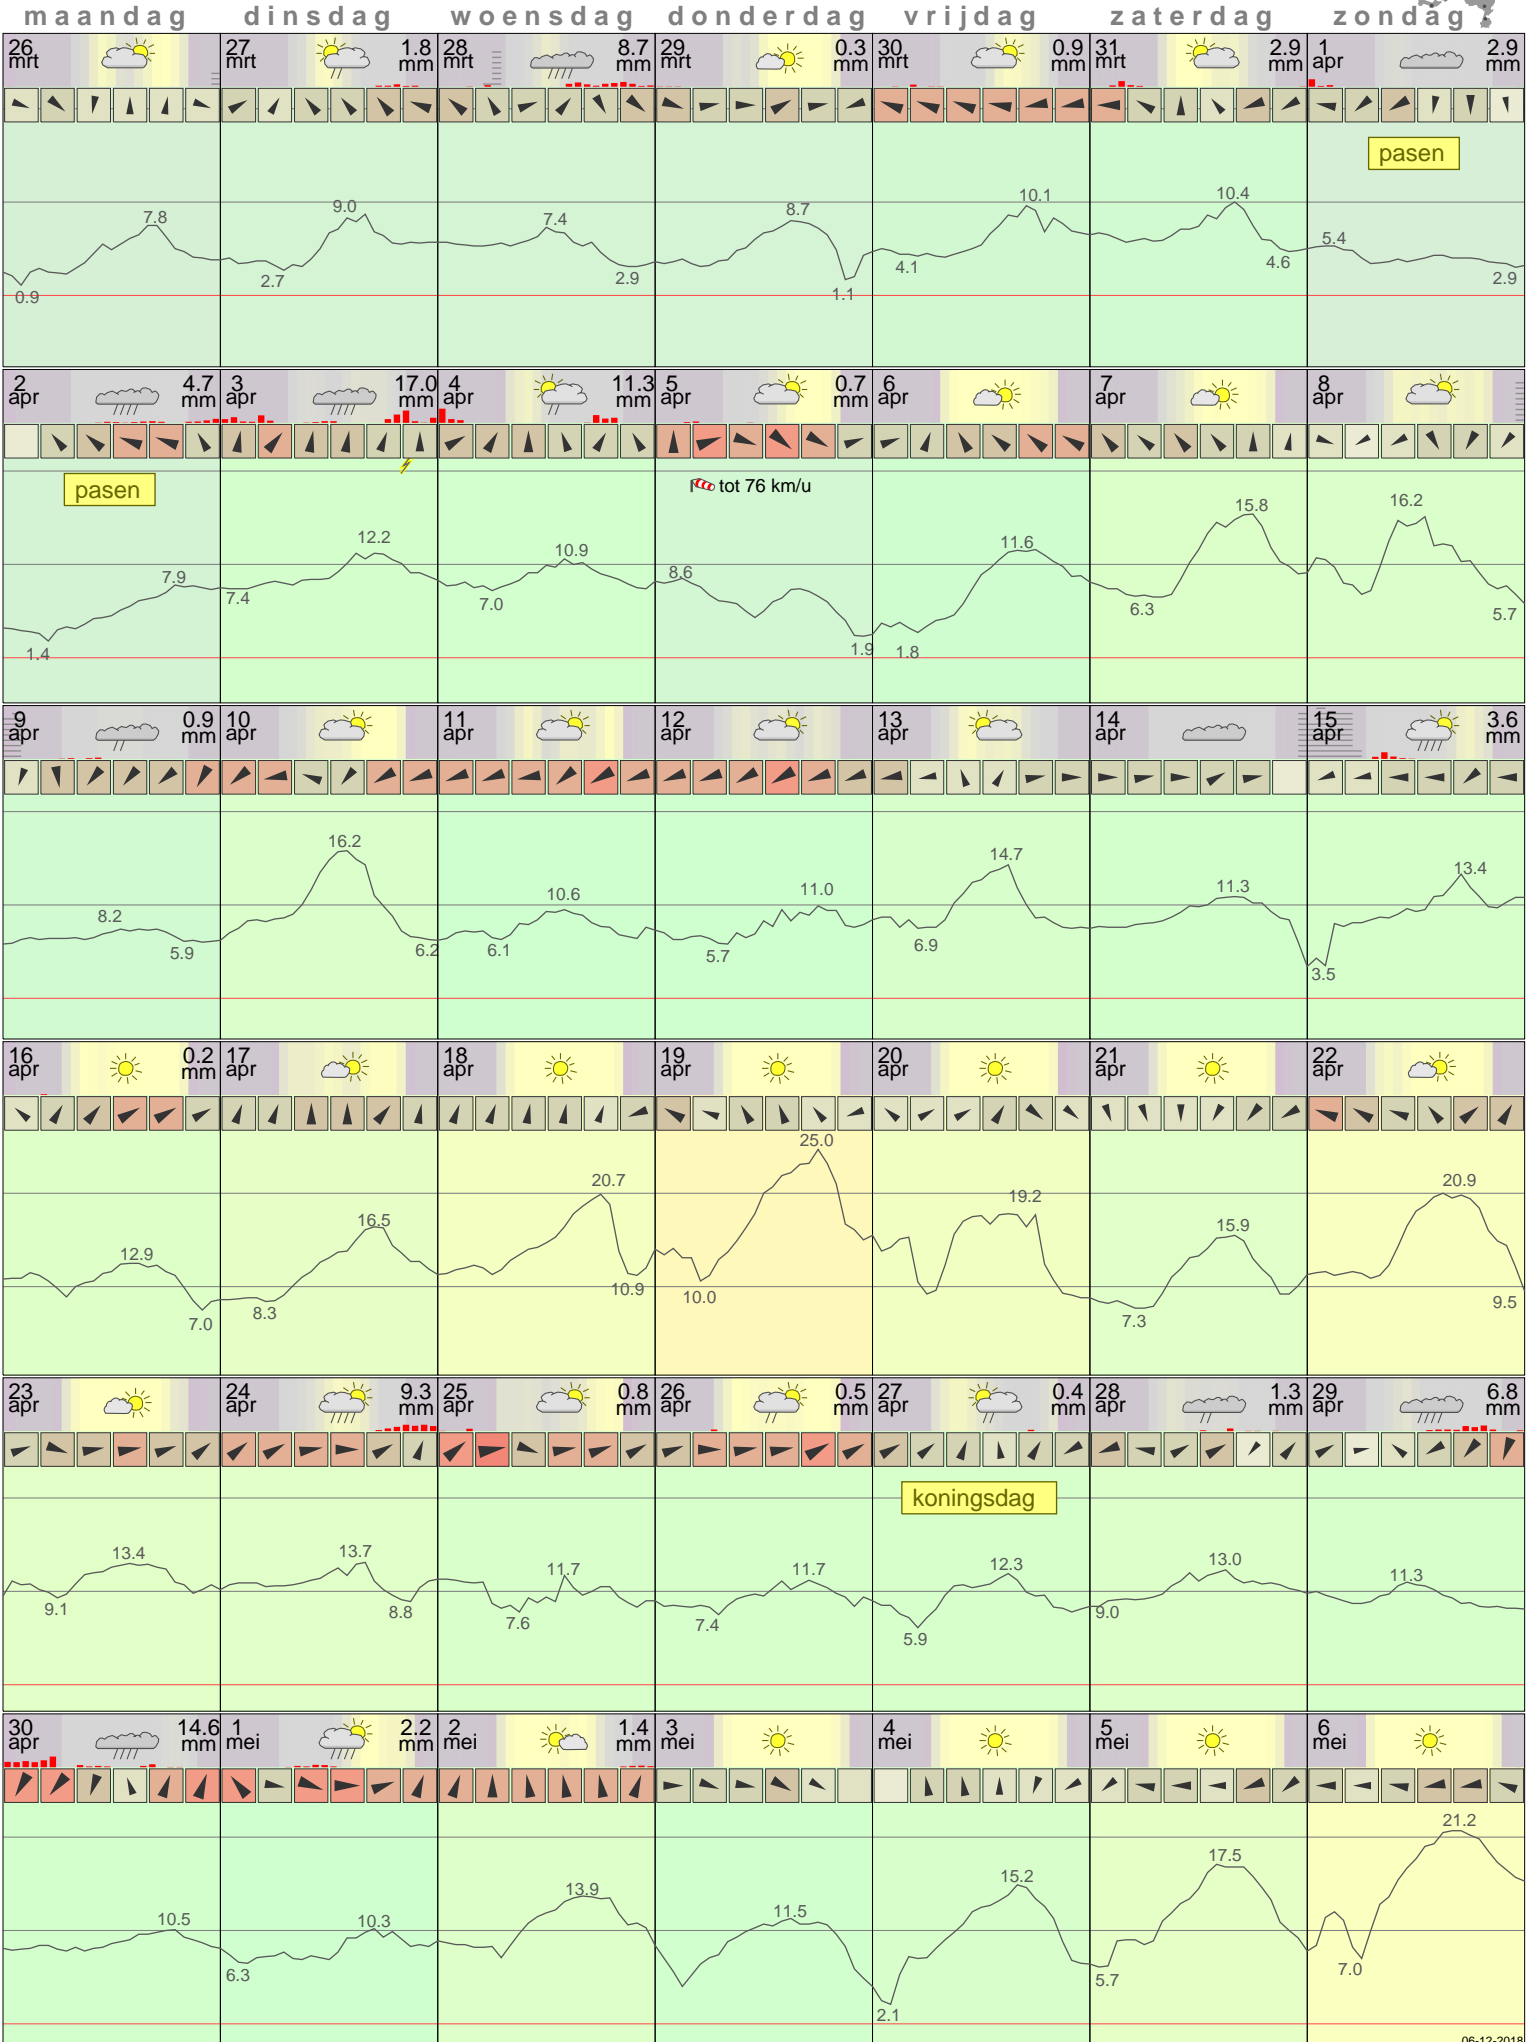 maandag dinsdag woensdag donderdag vrijdag zaterdag zondag
26 27 1.8 28 8.7 29 0.3 30 0.9 31 2.9 1 2.9
mrt mrt mm mrt mm mrt mm mrt mm mrt mm apr mm
pasen
7.8 9.0 7.4 8.7 10.1 10.4 5.4
0.9 2.7 2.9 1.1 4.1 4.6 2.9
2 4.7 3 17.0 4 11.3 5 0.7 6 7 8
apr mm apr mm apr mm apr mm apr apr apr
pasen tot 76 km/u
7.9 12.2 10.9 8.6 11.6 15.8 16.2
1.4 7.4 7.0 1.9 1.8 6.3 5.7
9 0.9 10 11 12 13 14 15 3.6
apr mm apr apr apr apr apr apr mm
8.2 16.2 10.6 11.0 14.7 11.3 13.4
5.9 6.2 6.1 5.7 6.9 3.5
16 0.2 17 18 19 20 21 22
apr mm apr apr apr apr apr apr
12.9 16.5 20.7 25.0 19.2 15.9 20.9
7.0 8.3 10.9 10.0 7.3 9.5
23 24 9.3 25 0.8 26 0.5 27 0.4 28 1.3 29 6.8
apr apr mm apr mm apr mm apr mm apr mm apr mm
koningsdag
13.4 13.7 11.7 11.7 12.3 13.0 11.3
9.1 8.8 7.6 7.4 5.9 9.0
30 14.6 1 2.2 2 1.4 3 4 5 6
apr mm mei mm mei mm mei mei mei mei
10.5 10.3 13.9 11.5 15.2 17.5 21.2
6.3 2.1 5.7 7.0
06-12-2018